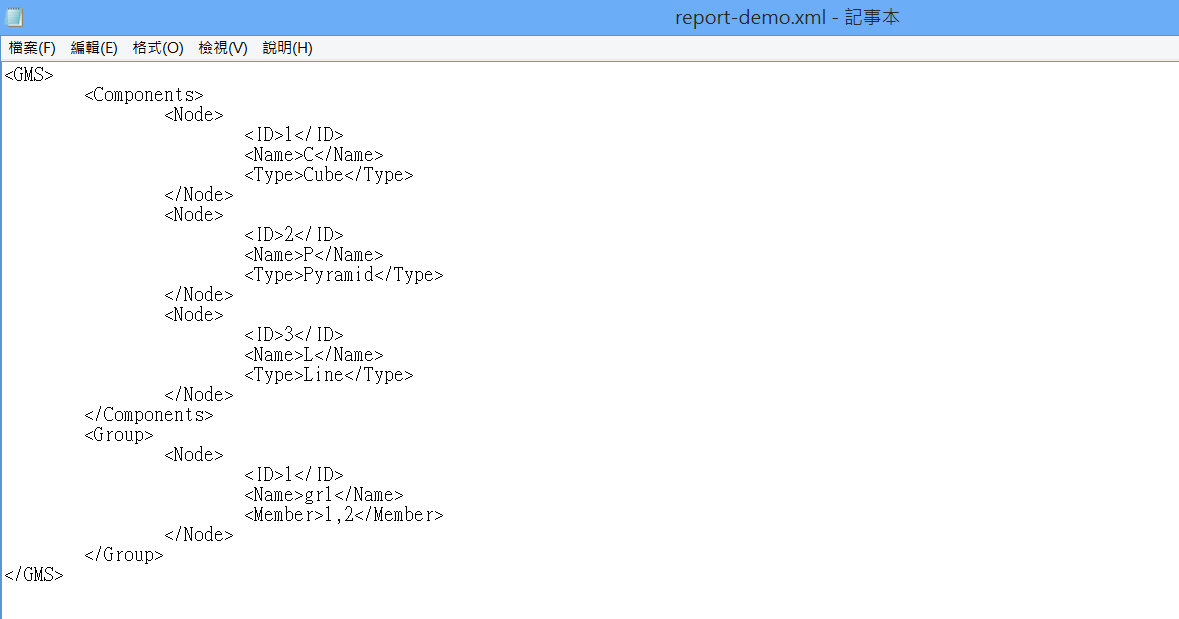 report-demo.xml - 記事本
檔案(F) 編輯(E) 格式(O) 檢視(V) 說明(H)
<GMS>
<Components>
<Node>
<ID>1</ID>
<Name>C</Name>
<Type>Cube</Type>
</Node>
<Node>
<ID>2</ID>
<Name>P</Name>
<Type>Pyramid</Type>
</Node>
<Node>
<ID>3</ID>
<Name>L</Name>
<Type>Line</Type>
</Node>
</Components>
<Group>
<Node>
<ID>1</ID>
<Name>gr1</Name>
<Member>1,2</Member>
</Node>
</Group>
</GMS>